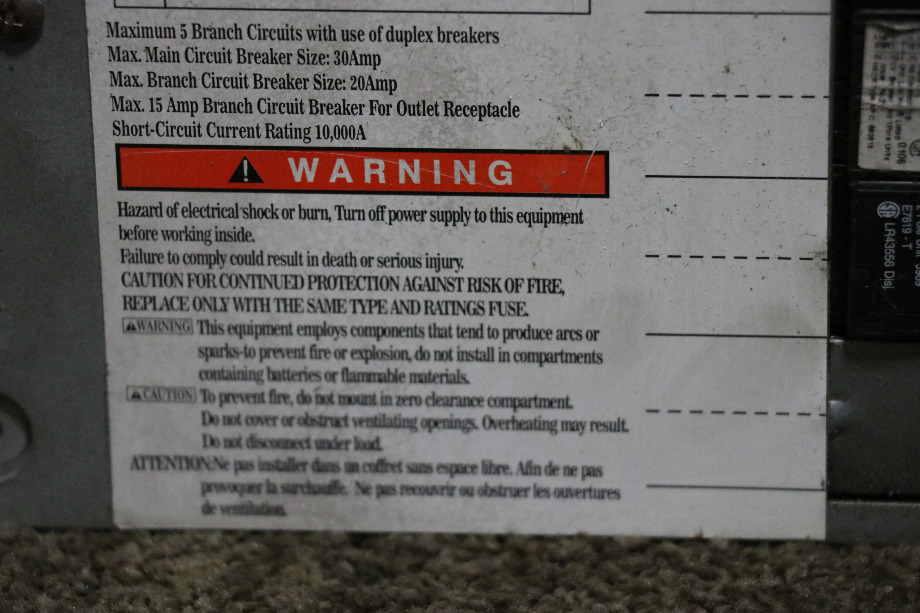 Maximum 5 Branch Circuits with use of duplex breakers
Max. Main Circuit Breaker Size: 30Amp
Max. Branch Circuit Breaker Size: 20Amp
Max. 15 Amp Branch Circuit Breaker For Outlet Receptacle
Short-Circuit Current Rating 10,000A
WARNING
Hazard of electrical shock or burn, Turn off power supply to this equipment
before working inside.
Failure to comply could result in death or serious injury.
CAUTION FOR CONTINUED PROTECTION AGAINST RISK OF FIRE,
REPLACE ONLY WITH THE SAME TYPE AND RATINGS FUSE.
WARNING This equipment employs components that tend to produce arcs or
sparks-to prevent fire or explosion, do not install in compartments
containing batteries or flammable materials.
CAUTION To prevent fire, do not mount in zero clearance compartment.
Do not cover or obstruct ventilating openings. Overheating may result.
Do not disconnect under load.
ATTENTION:Ne pas installer dans un coffret sans espace libre. Afin de ne pas
provoquer la surchauffe. Ne pas recouvrir ou obstruer les ouvertures
de ventilation.
0106
E7819 - T
LR43556 Disj.